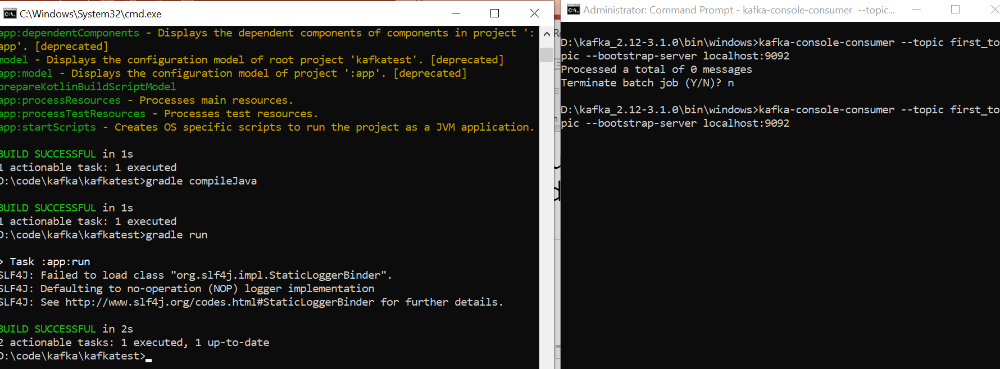 C:\Windows\System32\cmd.exe
app:dependentComponents - Displays the dependent components of components in project ':
app'. [deprecated]
model - Displays the configuration model of root project 'kafkatest'. [deprecated]
app:model - Displays the configuration model of project ':app'. [deprecated]
prepareKotlinBuildScriptModel
app:processResources - Processes main resources.
app:processTestResources - Processes test resources.
app:startScripts - Creates OS specific scripts to run the project as a JVM application.
BUILD SUCCESSFUL in 1s
1 actionable task: 1 executed
D:\code\kafka\kafkatest>gradle compileJava
BUILD SUCCESSFUL in 1s
1 actionable task: 1 executed
D:\code\kafka\kafkatest>gradle run
> Task :app:run
SLF4J: Failed to load class "org.slf4j.impl.StaticLoggerBinder".
SLF4J: Defaulting to no-operation (NOP) logger implementation
SLF4J: See http://www.slf4j.org/codes.html#StaticLoggerBinder for further details.
BUILD SUCCESSFUL in 2s
2 actionable tasks: 1 executed, 1 up-to-date
D:\code\kafka\kafkatest>
Administrator: Command Prompt - kafka-console-consumer --topic...
D:\kafka_2.12-3.1.0\bin\windows>kafka-console-consumer --topic first_to
pic --bootstrap-server localhost:9092
Processed a total of 0 messages
Terminate batch job (Y/N)? n
D:\kafka_2.12-3.1.0\bin\windows>kafka-console-consumer --topic first_to
pic --bootstrap-server localhost:9092